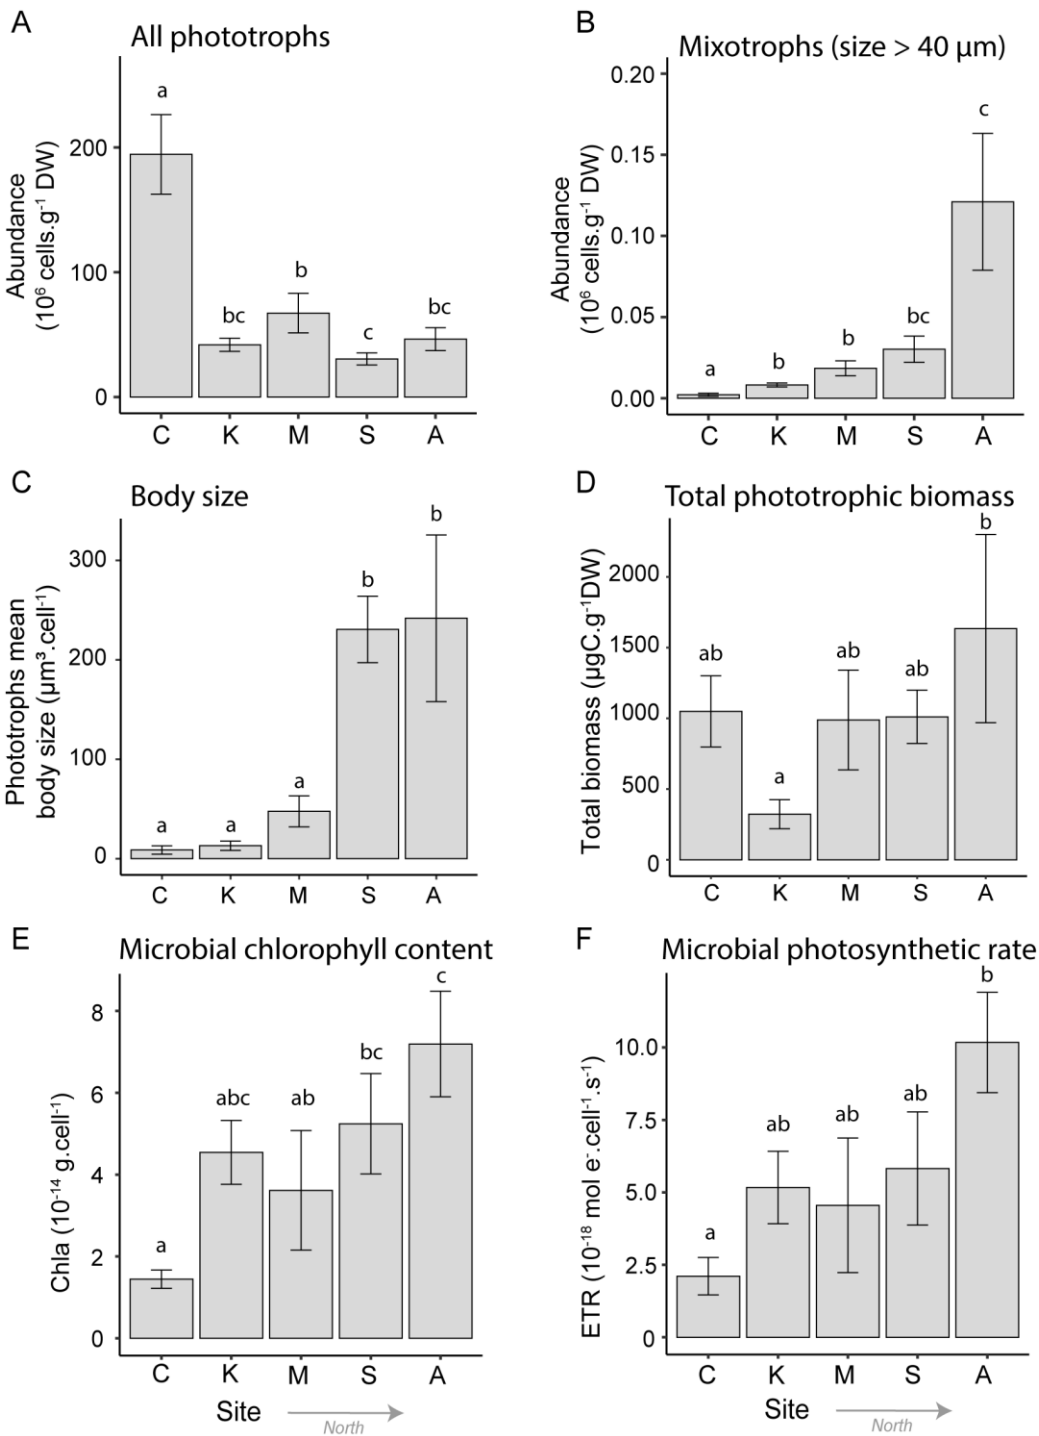 A
All phototrophs
Abundance
(10⁶ cells.g⁻¹ DW)
200
100
0
a
bc
b
c
bc
C K M S A
B
Mixotrophs (size > 40 µm)
Abundance
(10⁶ cells.g⁻¹ DW)
0.20
0.15
0.10
0.05
0.00
a
b
b
bc
c
C K M S A
C
Body size
Phototrophs mean
body size (µm³.cell⁻¹)
300
200
100
0
a
a
a
b
b
C K M S A
D
Total phototrophic biomass
Total biomass (µgC.g⁻¹DW)
2000
1500
1000
500
0
ab
a
ab
ab
b
C K M S A
E
Microbial chlorophyll content
Chla (10⁻¹⁴ g.cell⁻¹)
8
6
4
2
0
a
abc
ab
bc
c
C K M S A
Site
North
F
Microbial photosynthetic rate
ETR (10⁻¹⁸ mol e⁻.cell⁻¹.s⁻¹)
10.0
7.5
5.0
2.5
0
a
ab
ab
ab
b
C K M S A
Site
North